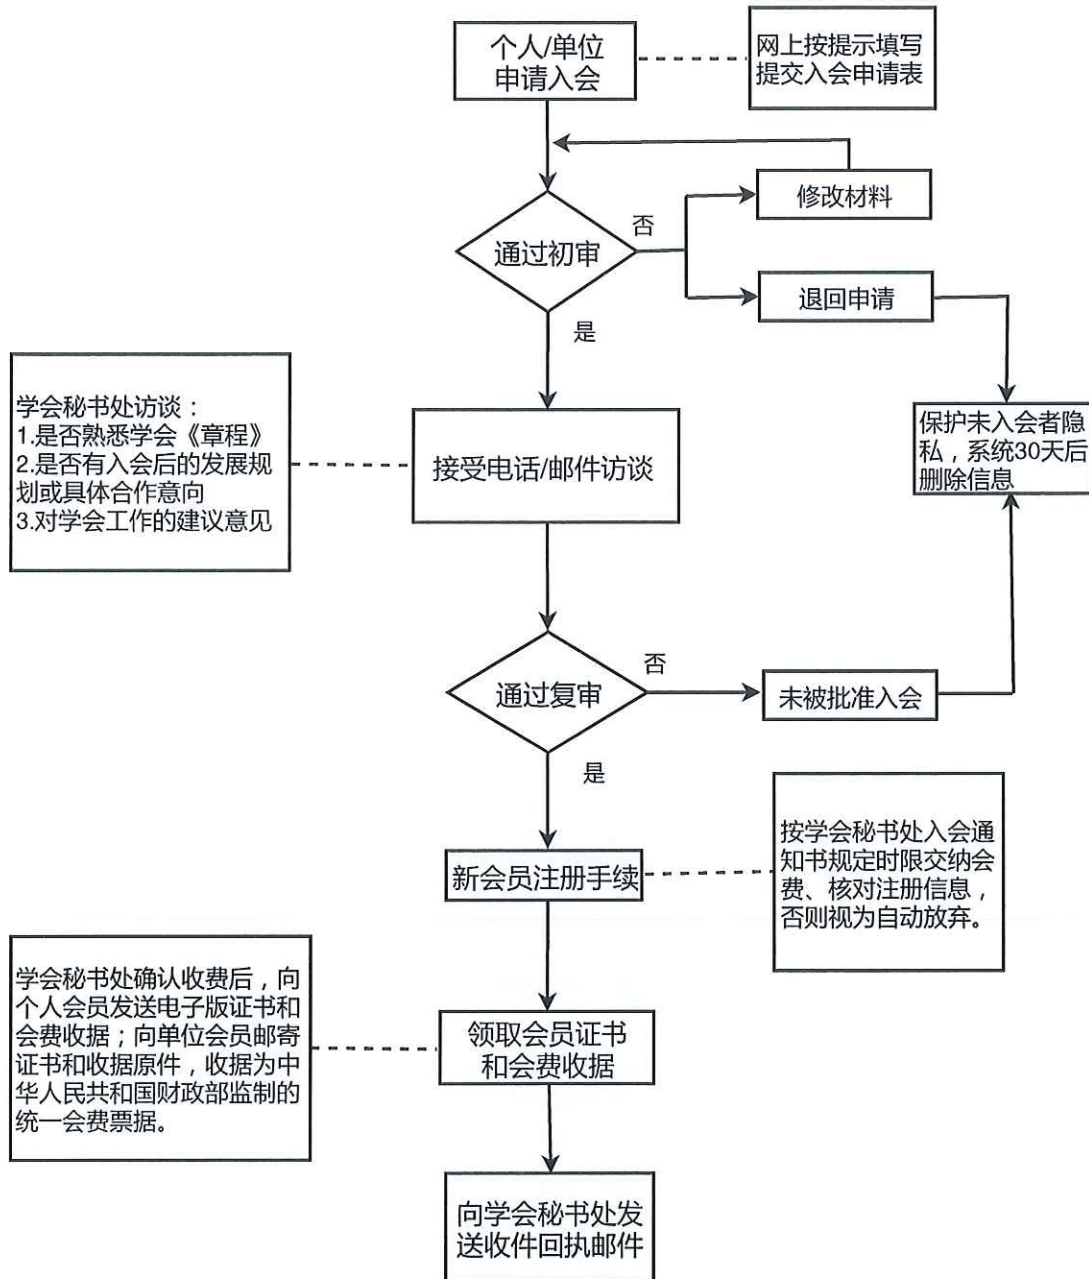 个人/单位
申请入会
网上按提示填写
提交入会申请表
修改材料
否
通过初审
退回申请
是
学会秘书处访谈：
1.是否熟悉学会《章程》
2.是否有入会后的发展规
划或具体合作意向
3.对学会工作的建议意见
接受电话/邮件访谈
保护未入会者隐
私，系统30天后
删除信息
否
通过复审
未被批准入会
是
按学会秘书处入会通
知书规定时限交纳会
费、核对注册信息，
否则视为自动放弃。
新会员注册手续
学会秘书处确认收费后，向
个人会员发送电子版证书和
会费收据；向单位会员邮寄
证书和收据原件，收据为中
华人民共和国财政部监制的
统一会费票据。
领取会员证书
和会费收据
向学会秘书处发
送收件回执邮件